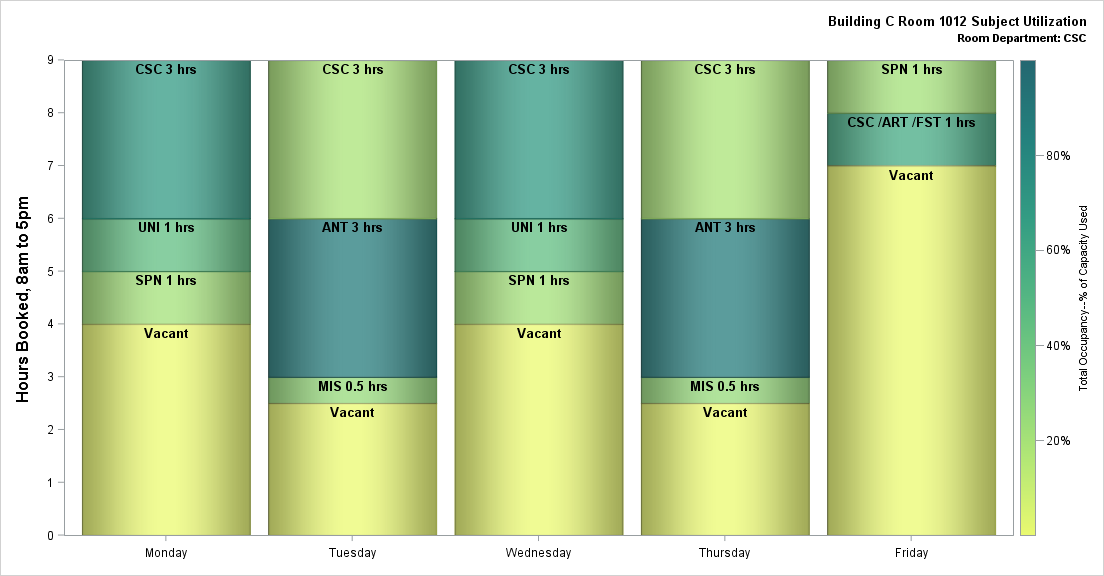 Building C Room 1012 Subject Utilization
Room Department: CSC
Hours Booked, 8am to 5pm
9
8
7
6
5
4
3
2
1
0
CSC 3 hrs
UNI 1 hrs
SPN 1 hrs
Vacant
CSC 3 hrs
ANT 3 hrs
MIS 0.5 hrs
Vacant
CSC 3 hrs
UNI 1 hrs
SPN 1 hrs
Vacant
CSC 3 hrs
ANT 3 hrs
MIS 0.5 hrs
Vacant
SPN 1 hrs
CSC /ART /FST 1 hrs
Vacant
Monday
Tuesday
Wednesday
Thursday
Friday
80%
60%
40%
20%
Total Occupancy--% of Capacity Used